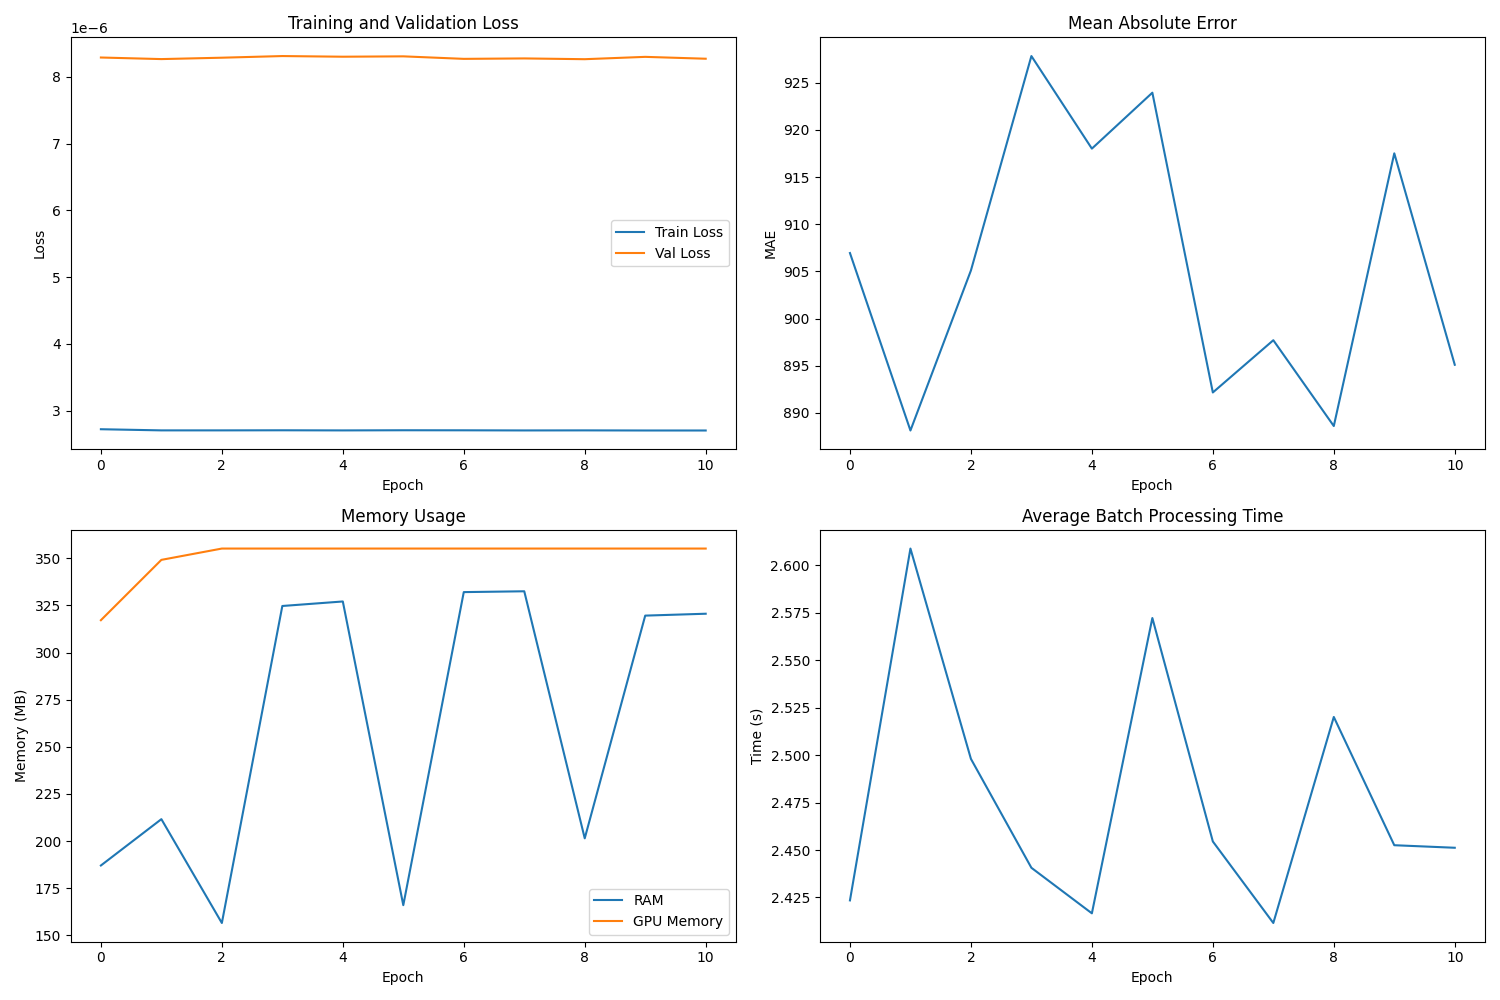 Training and Validation Loss
1e−6
8
7
6
5
4
3
Loss
Train Loss
Val Loss
0 2 4 6 8 10
Epoch
Mean Absolute Error
925
920
915
910
905
900
895
890
MAE
0 2 4 6 8 10
Epoch
Memory Usage
350
325
300
275
250
225
200
175
150
Memory (MB)
RAM
GPU Memory
0 2 4 6 8 10
Epoch
Average Batch Processing Time
2.600
2.575
2.550
2.525
2.500
2.475
2.450
2.425
Time (s)
0 2 4 6 8 10
Epoch